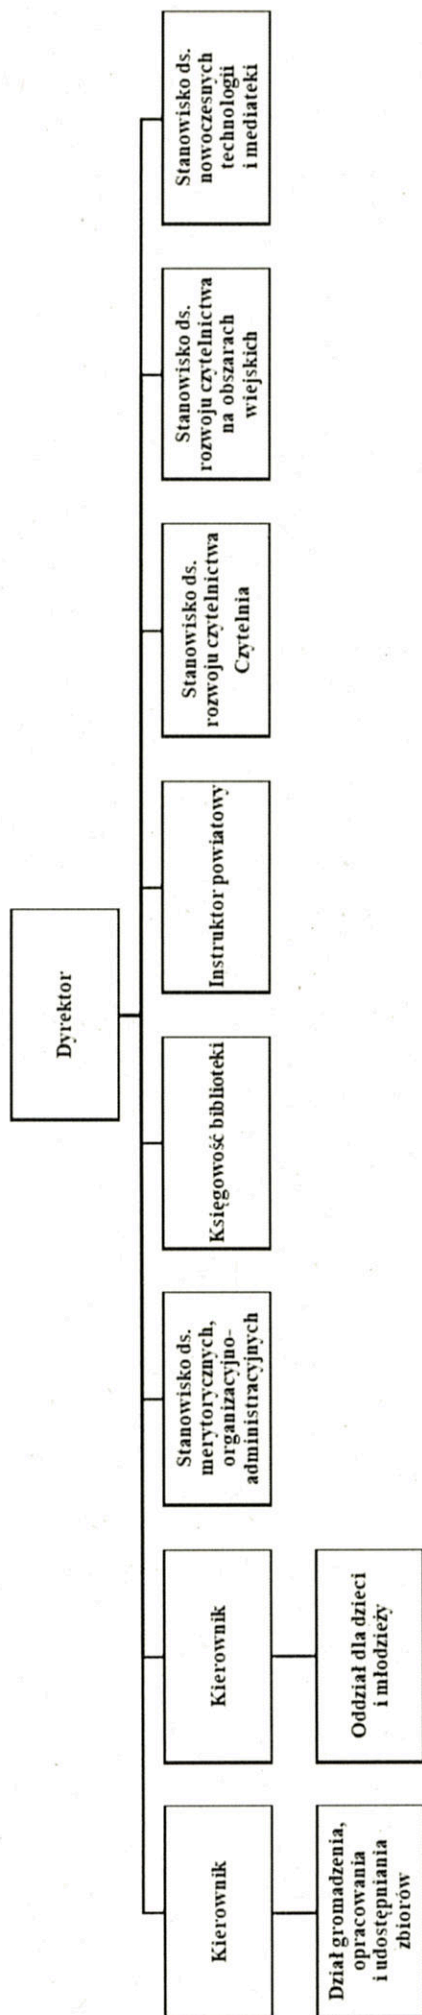 Dyrektor
Kierownik
Dział gromadzenia,
opracowania
i udostępniania
zbiorów
Kierownik
Oddział dla dzieci
i młodzieży
Stanowisko ds.
merytorycznych,
organizacyjno-
administracyjnych
Księgowość biblioteki
Instruktor powiatowy
Stanowisko ds.
rozwoju czytelnictwa
Czytelnia
Stanowisko ds.
rozwoju czytelnictwa
na obszarach
wiejskich
Stanowisko ds.
nowoczesnych
technologii
i mediateki